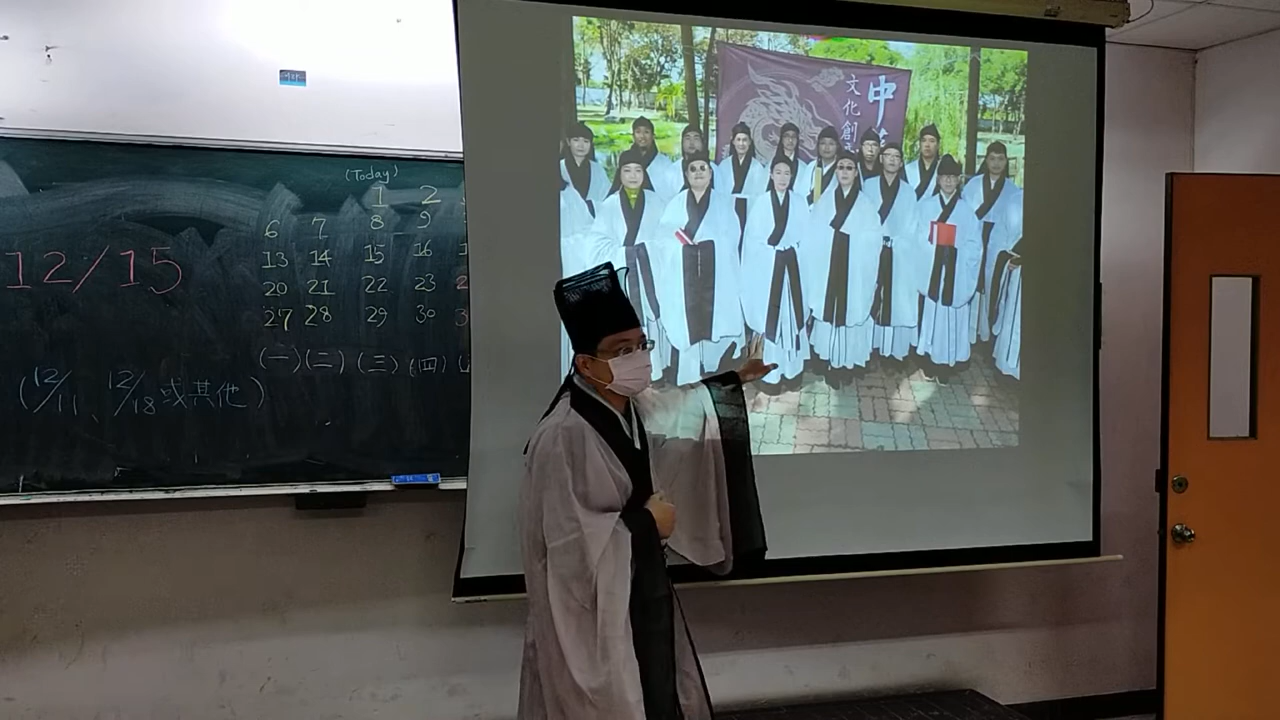 (Today)
1 2
6 7 8 9
13 14 15 16
20 21 22 23
27 28 29 30
(一)(二)(三)(四)
12/15
(12/11、12/18或其他)
中
文化創